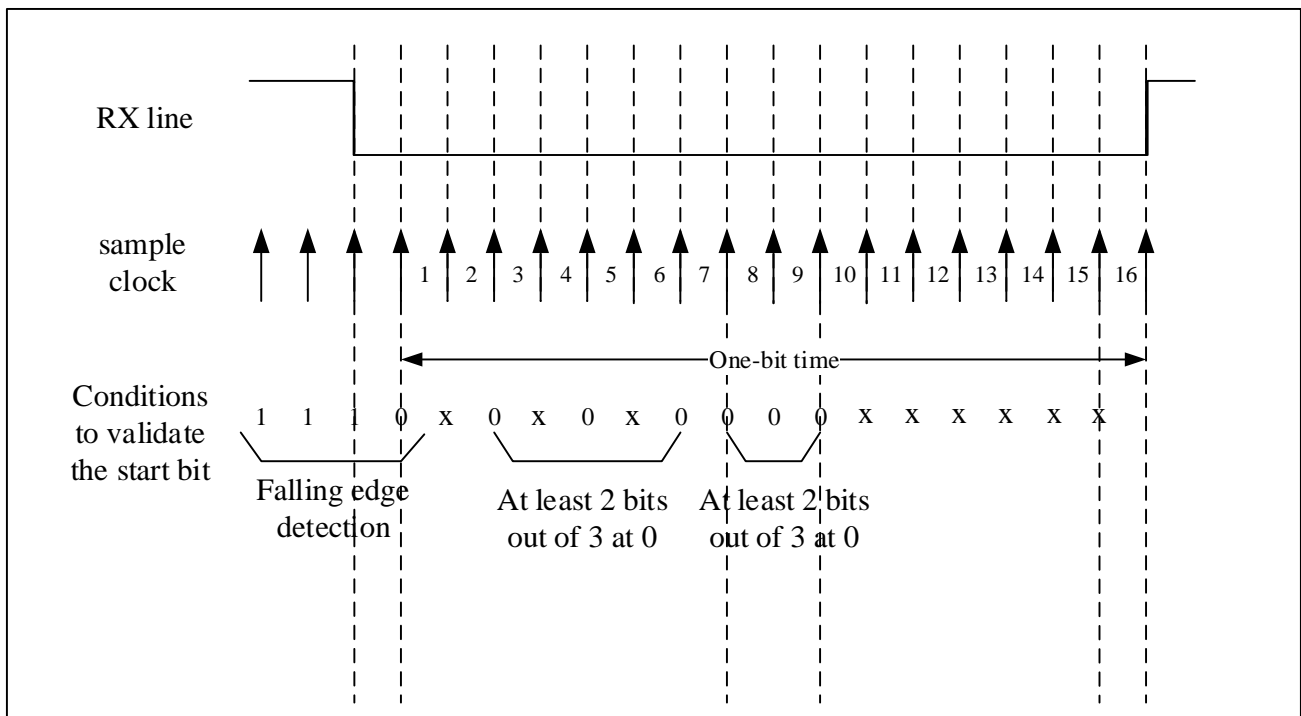 RX line
sample
clock
1 2 3 4 5 6 7 8 9 10 11 12 13 14 15 16
One-bit time
Conditions
to validate
the start bit
1 1 1 0 x 0 x 0 x 0 0 0 0 x x x x x x
Falling edge
detection
At least 2 bits
out of 3 at 0
At least 2 bits
out of 3 at 0